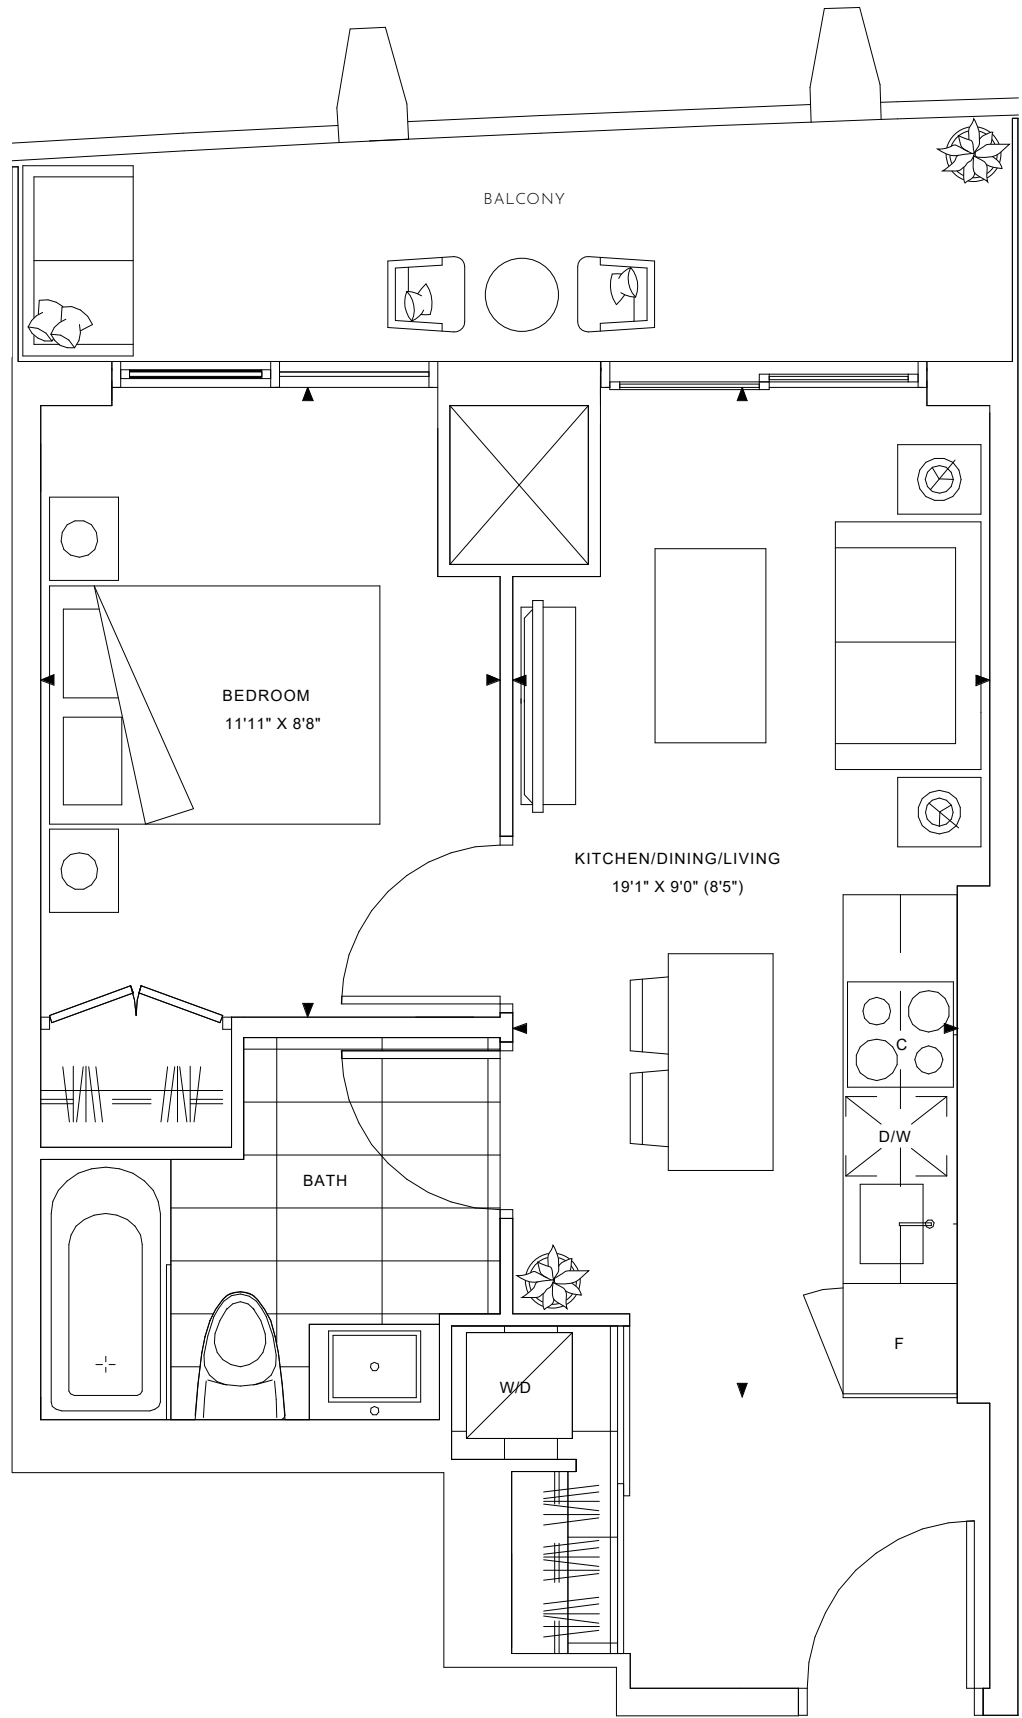 BALCONY
BEDROOM
11'11" X 8'8"
KITCHEN/DINING/LIVING
19'1" X 9'0" (8'5")
C
D/W
BATH
F
W/D